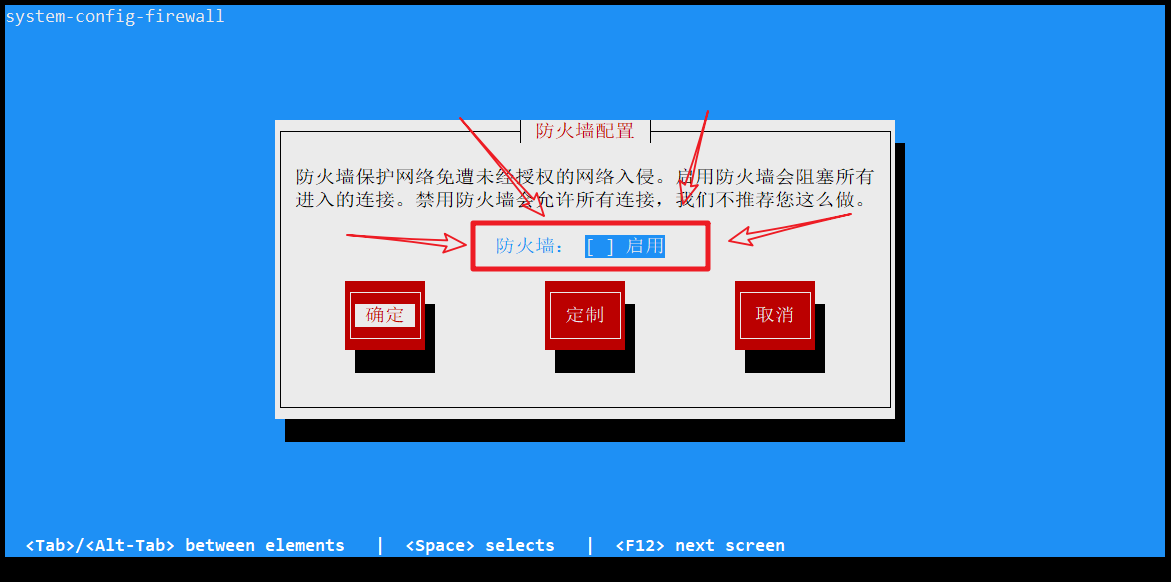 system-config-firewall
防火墙配置
防火墙保护网络免遭未经授权的网络入侵。启用防火墙会阻塞所有
进入的连接。禁用防火墙会允许所有连接，我们不推荐您这么做。
防火墙： [ ] 启用
确定 定制 取消
<Tab>/<Alt-Tab> between elements | <Space> selects | <F12> next screen